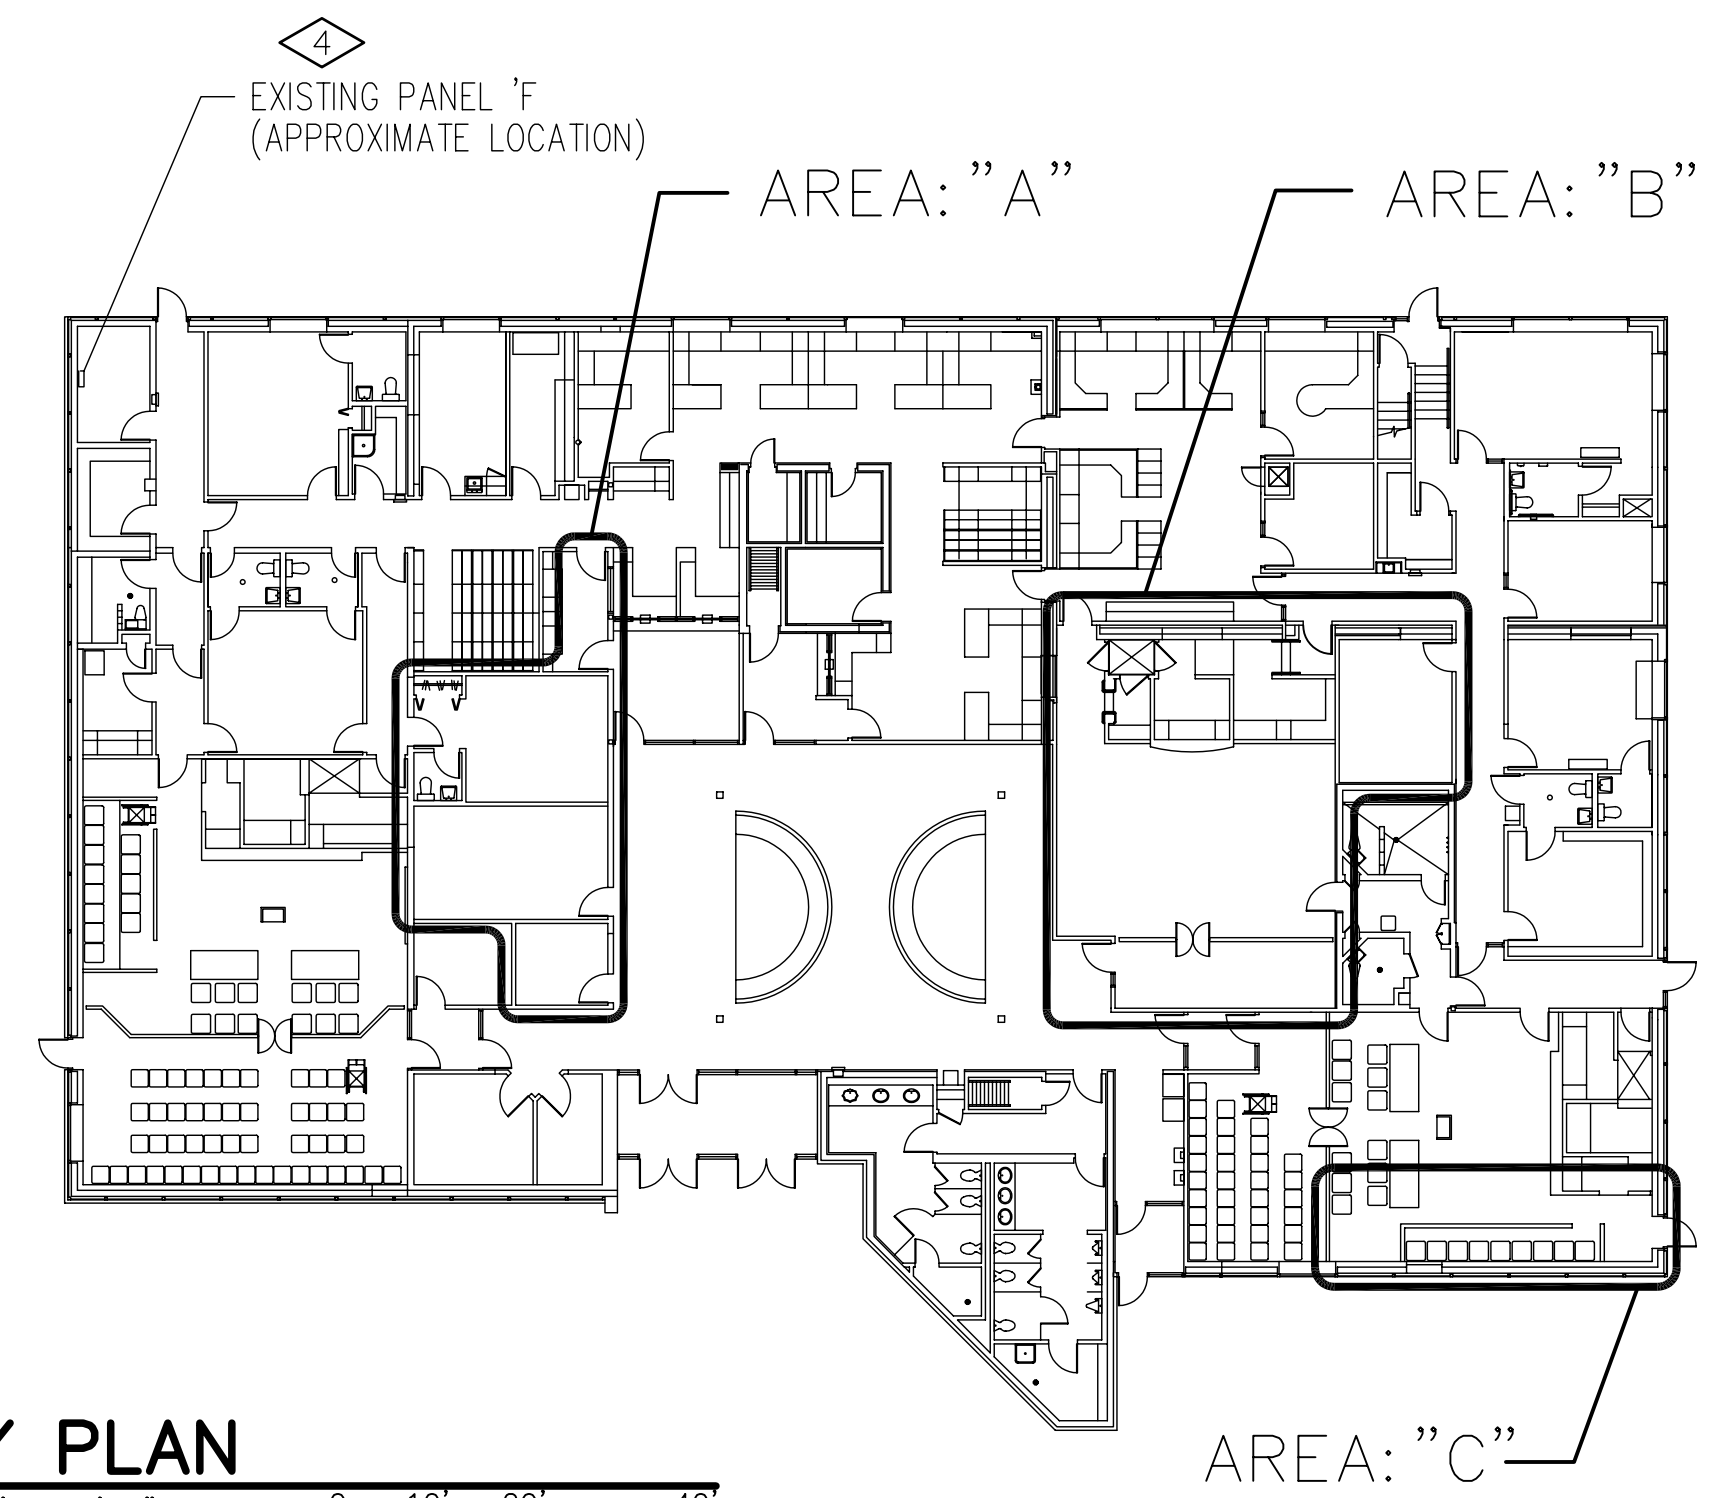 4
EXISTING PANEL 'F
(APPROXIMATE LOCATION)
AREA: "A"
AREA: "B"
AREA: "C"
PLAN